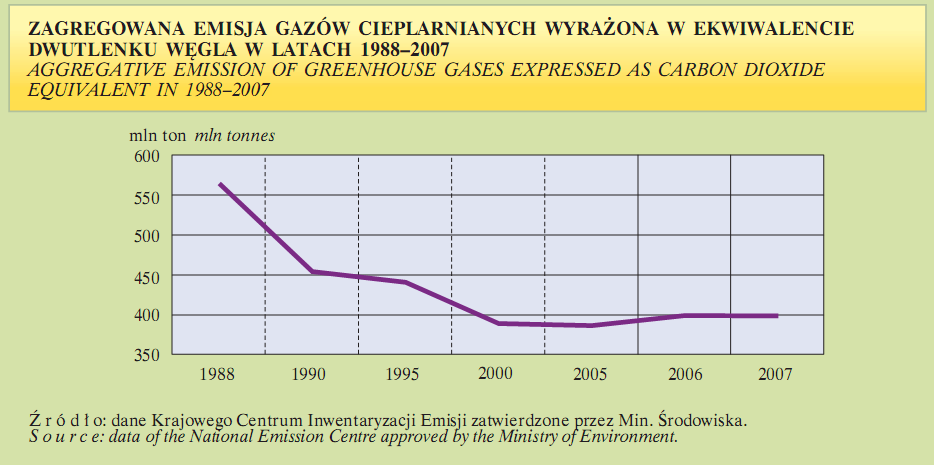 ZAGREGOWANA EMISJA GAZÓW CIEPLARNIANYCH WYRAŻONA W EKWIWALENCIE
DWUTLENKU WĘGLA W LATACH 1988–2007
AGGREGATIVE EMISSION OF GREENHOUSE GASES EXPRESSED AS CARBON DIOXIDE
EQUIVALENT IN 1988–2007
mln ton mln tonnes
600
550
500
450
400
350
1988 1990 1995 2000 2005 2006 2007
Ź r ó d ł o: dane Krajowego Centrum Inwentaryzacji Emisji zatwierdzone przez Min. Środowiska.
S o u r c e: data of the National Emission Centre approved by the Ministry of Environment.